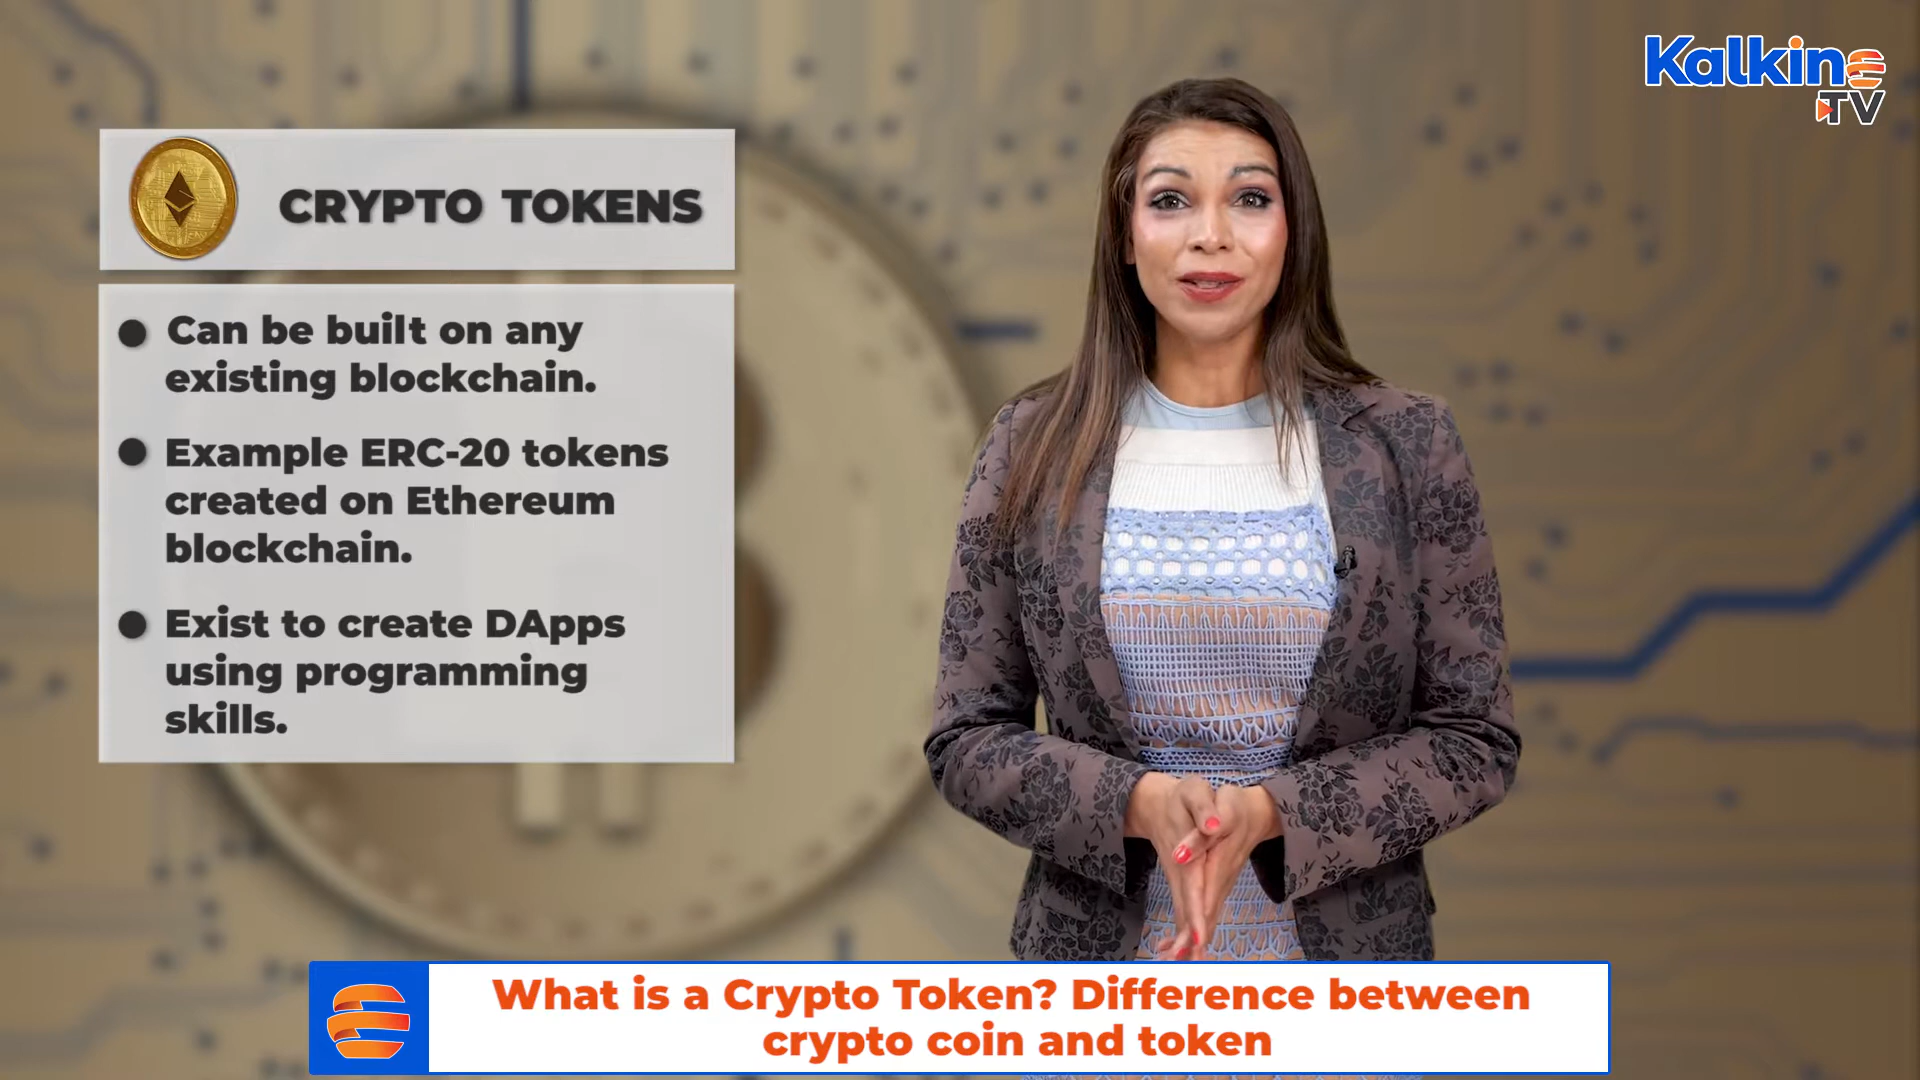 Kalkine
TV
CRYPTO TOKENS
Can be built on any
existing blockchain.
Example ERC-20 tokens
created on Ethereum
blockchain.
Exist to create DApps
using programming
skills.
What is a Crypto Token? Difference between
crypto coin and token